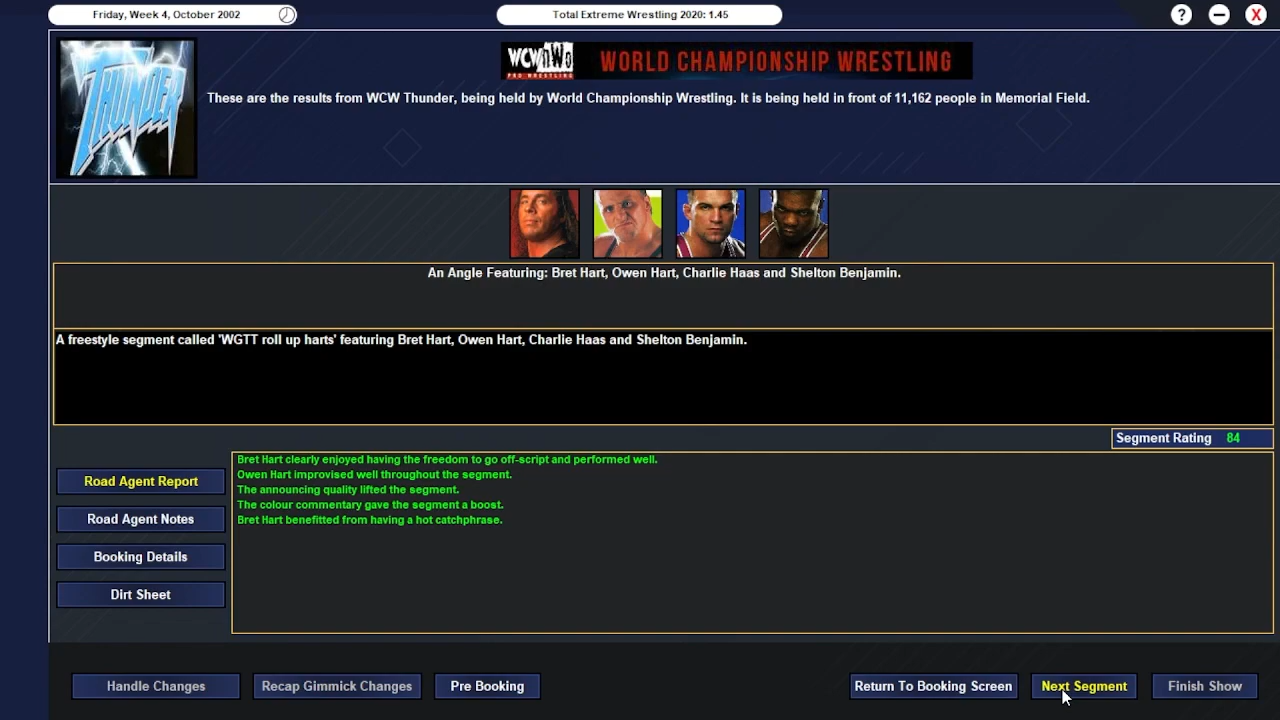 Friday, Week 4, October 2002
Total Extreme Wrestling 2020: 1.45
?
X
THUNDER
WCW nWo
PRO WRESTLING
WORLD CHAMPIONSHIP WRESTLING
These are the results from WCW Thunder, being held by World Championship Wrestling. It is being held in front of 11,162 people in Memorial Field.
An Angle Featuring: Bret Hart, Owen Hart, Charlie Haas and Shelton Benjamin.
A freestyle segment called 'WGTT roll up harts' featuring Bret Hart, Owen Hart, Charlie Haas and Shelton Benjamin.
Segment Rating 84
Road Agent Report
Road Agent Notes
Booking Details
Dirt Sheet
Bret Hart clearly enjoyed having the freedom to go off-script and performed well.
Owen Hart improvised well throughout the segment.
The announcing quality lifted the segment.
The colour commentary gave the segment a boost.
Bret Hart benefitted from having a hot catchphrase.
Handle Changes
Recap Gimmick Changes
Pre Booking
Return To Booking Screen
Next Segment
Finish Show